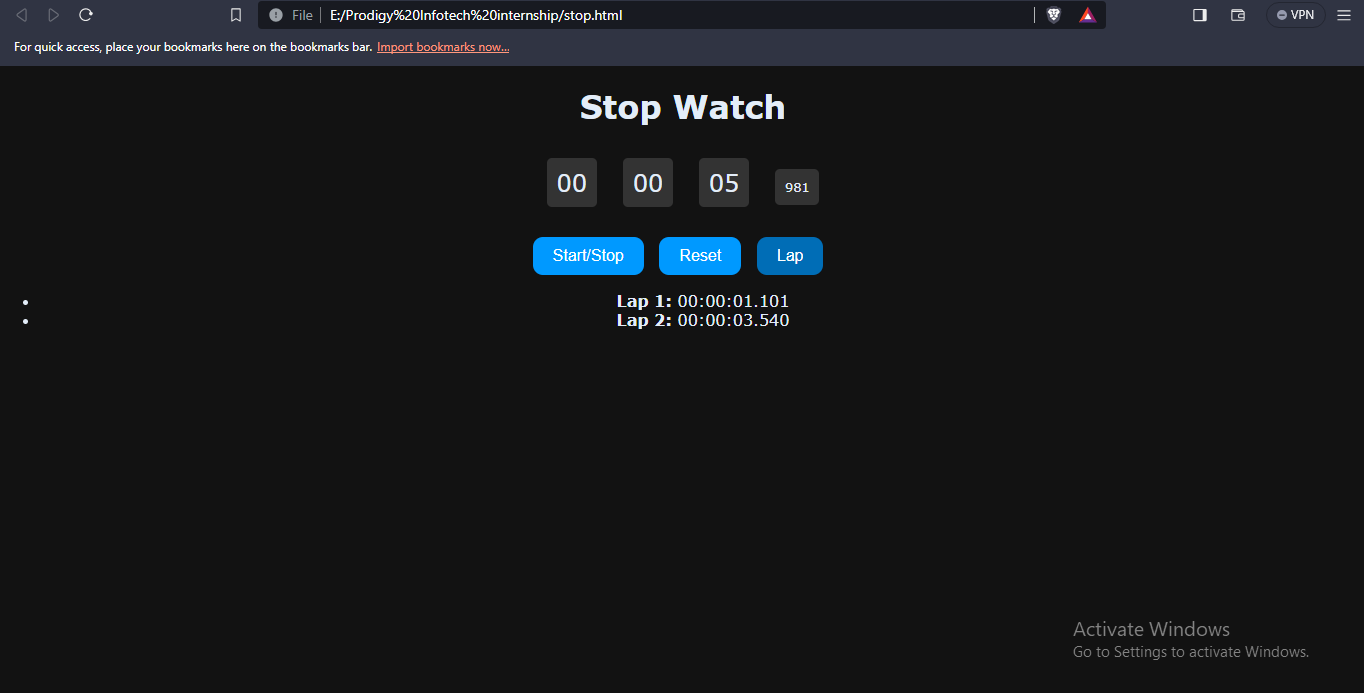 File E:/Prodigy%20Infotech%20internship/stop.html VPN
For quick access, place your bookmarks here on the bookmarks bar. Import bookmarks now...
Stop Watch
00 00 05 981
Start/Stop Reset Lap
Lap 1: 00:00:01.101
Lap 2: 00:00:03.540
Activate Windows
Go to Settings to activate Windows.